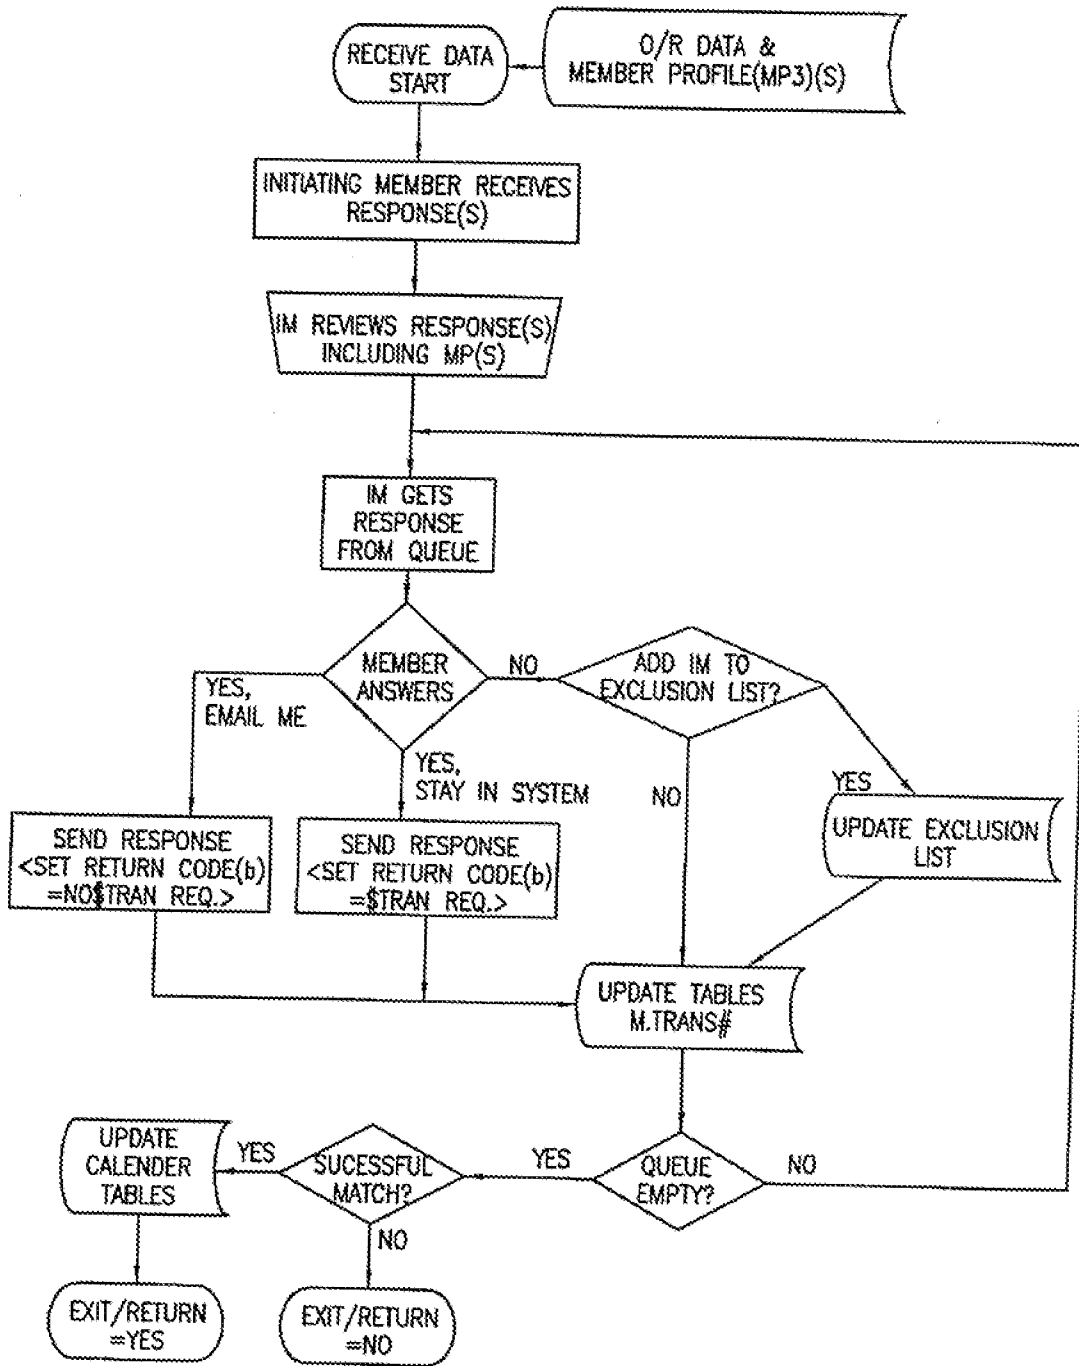 RECEIVE DATA
START
O/R DATA &
MEMBER PROFILE(MP3)(S)
INITIATING MEMBER RECEIVES
RESPONSE(S)
IM REVIEWS RESPONSE(S)
INCLUDING MP(S)
IM GETS
RESPONSE
FROM QUEUE
MEMBER
ANSWERS
NO
ADD IM TO
EXCLUSION LIST?
YES,
EMAIL ME
YES,
STAY IN SYSTEM
NO
YES
SEND RESPONSE
<SET RETURN CODE(b)
=NO$TRAN REQ.>
SEND RESPONSE
<SET RETURN CODE(b)
=$TRAN REQ.>
UPDATE EXCLUSION
LIST
UPDATE TABLES
M.TRANS#
QUEUE
EMPTY?
NO
YES
SUCESSFUL
MATCH?
YES
NO
UPDATE
CALENDER
TABLES
EXIT/RETURN
=YES
EXIT/RETURN
=NO